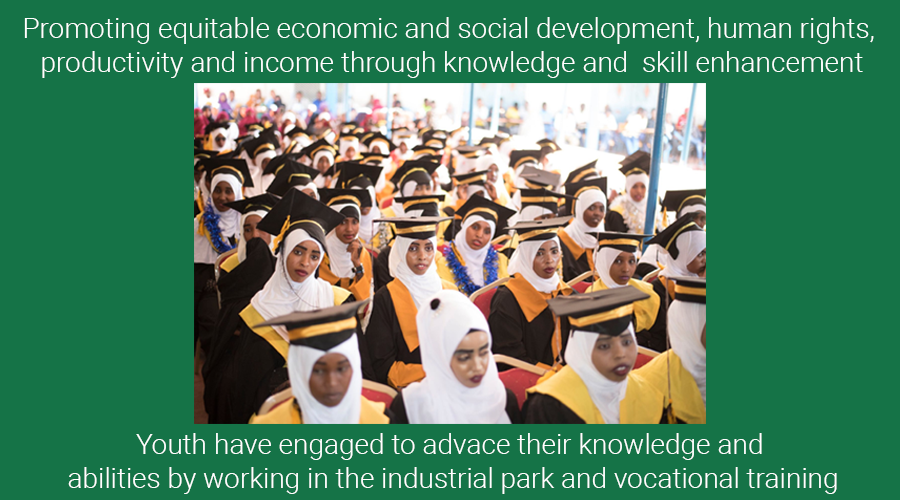 Promoting equitable economic and social development, human rights,
productivity and income through knowledge and skill enhancement
Youth have engaged to advace their knowledge and
abilities by working in the industrial park and vocational training